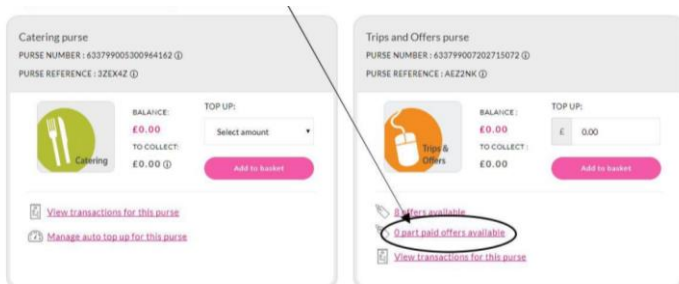 Catering purse
PURSE NUMBER : 633799005300964162 ⓘ
PURSE REFERENCE : 3ZEX4Z ⓘ
Catering
BALANCE:
£0.00
TO COLLECT:
£0.00 ⓘ
TOP UP:
Select amount
Add to basket
View transactions for this purse
Manage auto top up for this purse
Trips and Offers purse
PURSE NUMBER : 633799007202715072 ⓘ
PURSE REFERENCE : AEZ2NK ⓘ
Trips &
Offers
BALANCE:
£0.00
TO COLLECT :
£0.00
TOP UP:
£ 0.00
Add to basket
8 offers available
0 part paid offers available
View transactions for this purse